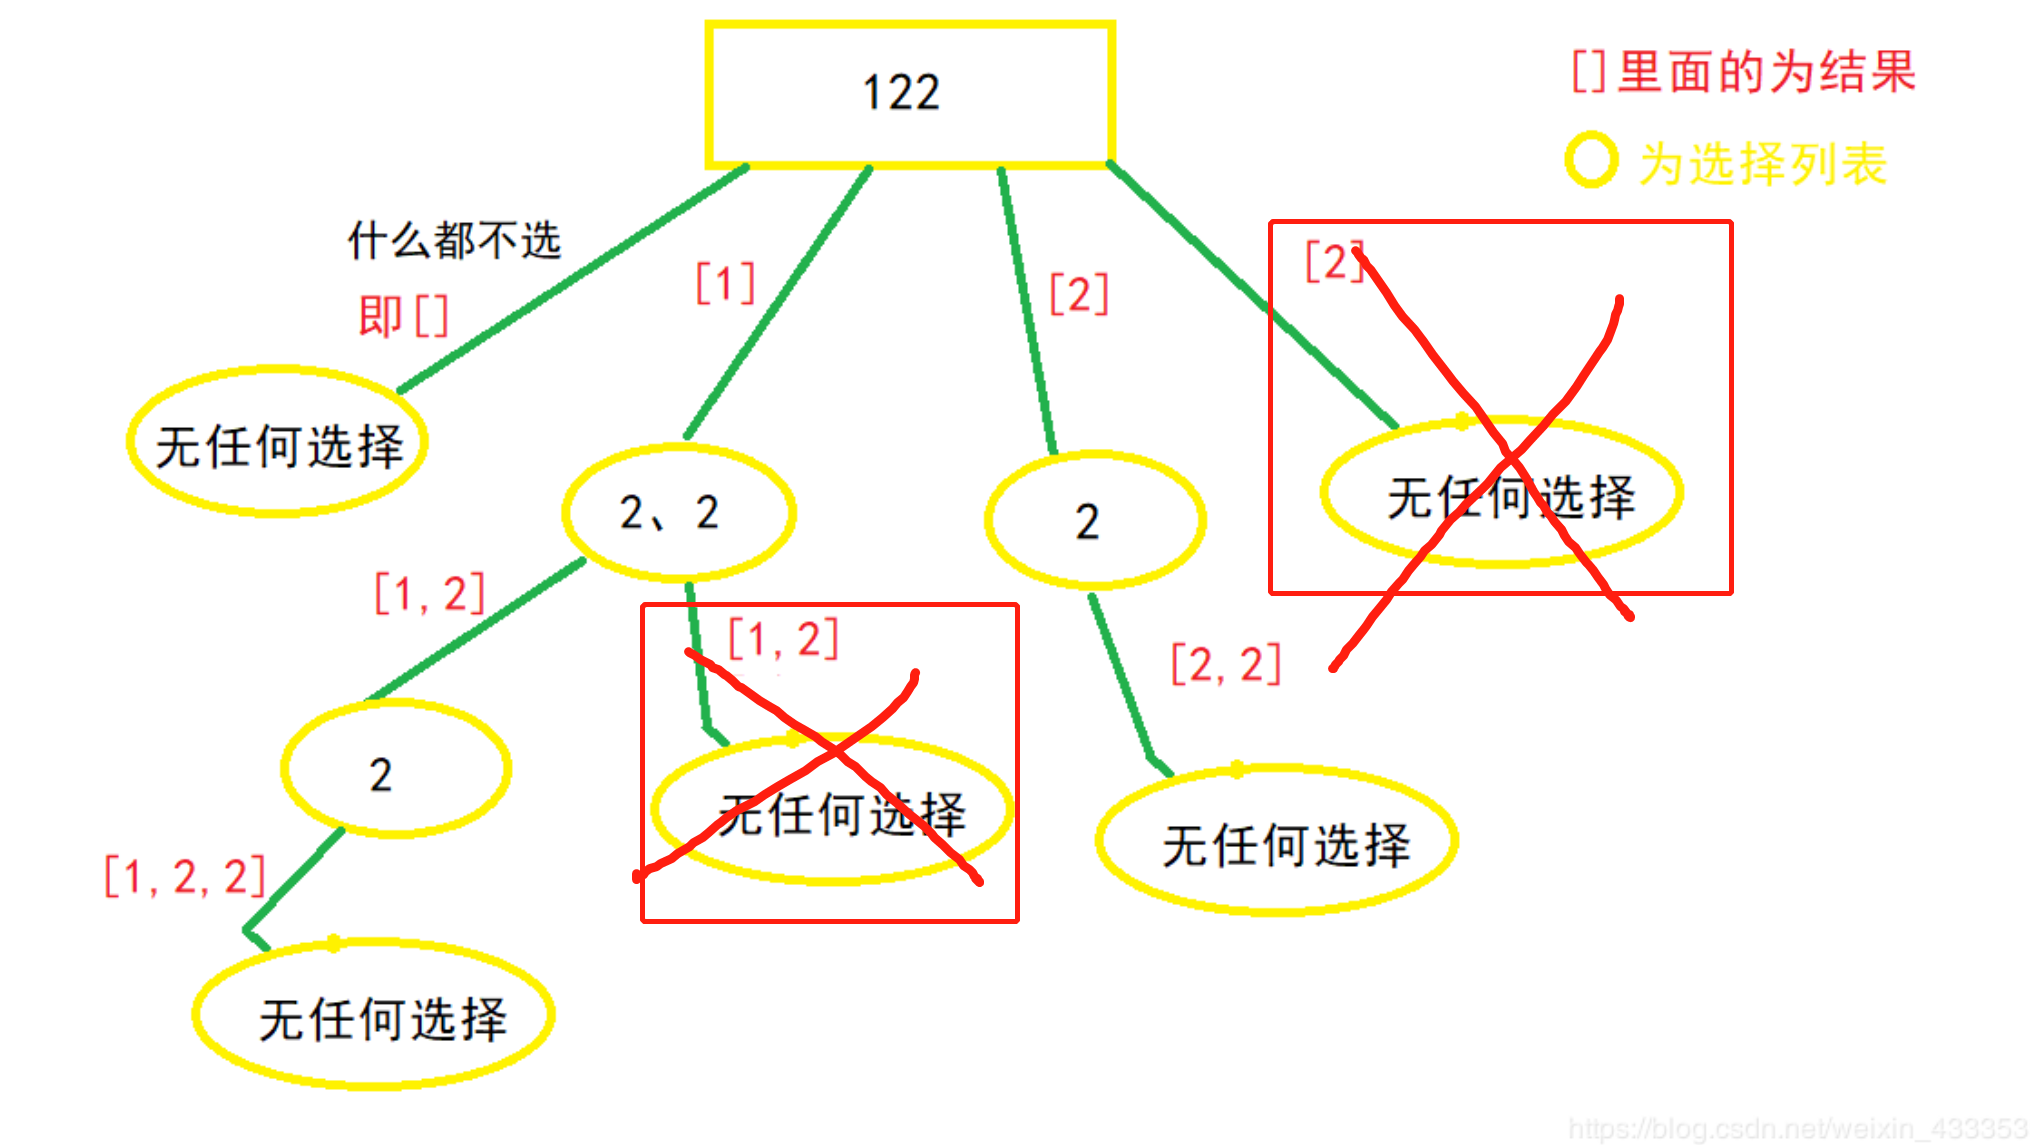 122
[]里面的为结果
为选择列表
什么都不选
即[]
[1]
[2]
[2]
无任何选择
2、2
2
无任何选择
[1,2]
[1,2]
[2,2]
2
无任何选择
无任何选择
[1,2,2]
无任何选择
https://blog.csdn.net/weixin_433353